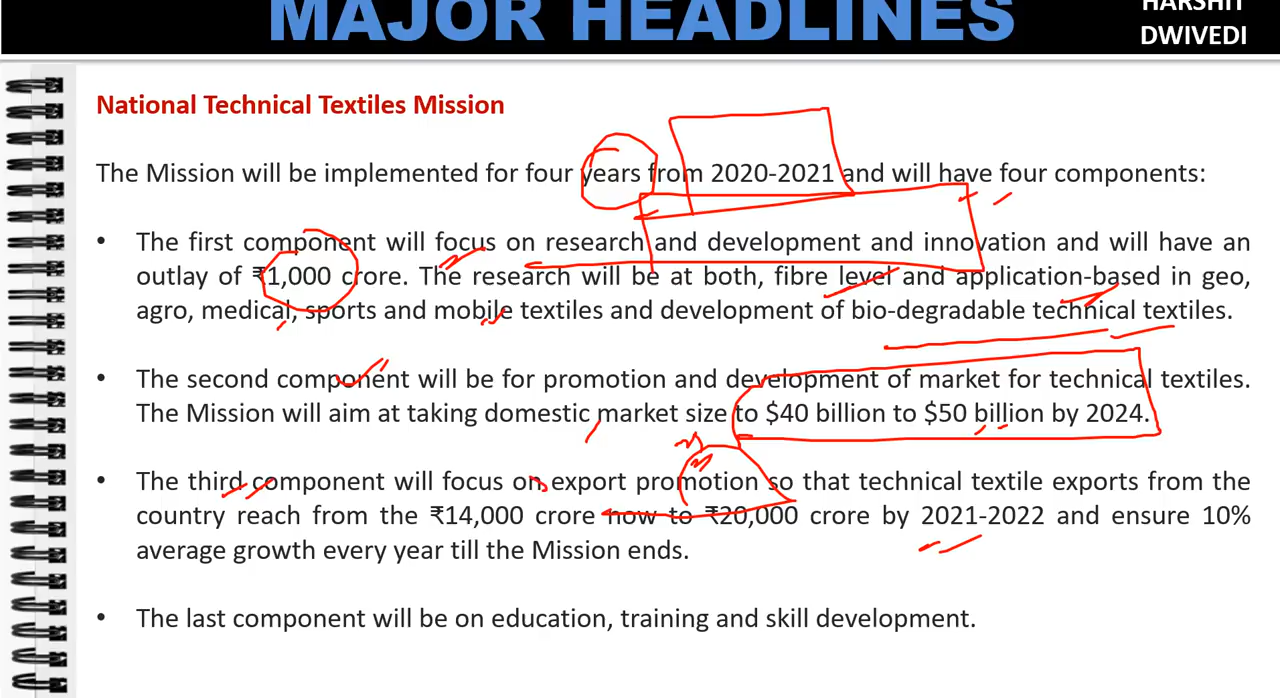 MAJOR HEADLINES
HARSHIT
DWIVEDI
National Technical Textiles Mission
The Mission will be implemented for four years from 2020-2021 and will have four components:
• The first component will focus on research and development and innovation and will have an
outlay of ₹1,000 crore. The research will be at both, fibre level and application-based in geo,
agro, medical, sports and mobile textiles and development of bio-degradable technical textiles.
• The second component will be for promotion and development of market for technical textiles.
The Mission will aim at taking domestic market size to $40 billion to $50 billion by 2024.
• The third component will focus on export promotion so that technical textile exports from the
country reach from the ₹14,000 crore now to ₹20,000 crore by 2021-2022 and ensure 10%
average growth every year till the Mission ends.
• The last component will be on education, training and skill development.